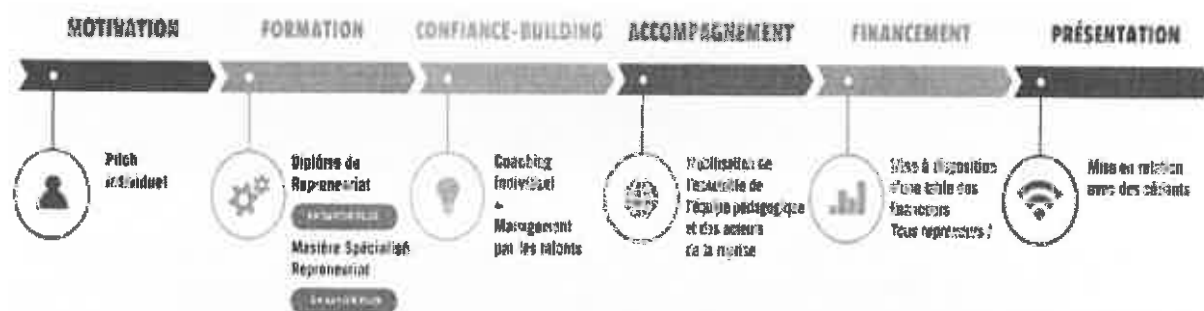 MOTIVATION
FORMATION
CONFIANCE-BUILDING
ACCOMPAGNEMENT
FINANCEMENT
PRÉSENTATION
Pitch
individuel
Diplôme de
Repreneuriat
Mastère Spécialisé
Repreneuriat
Coaching
Individuel
+
Management
par les talents
Mobilisation de
l'ensemble de
l'équipe pédagogique
et des acteurs
de la reprise
Mise à disposition
d'une table des
financeurs
Tous repreneurs !
Mise en relation
avec des cédants